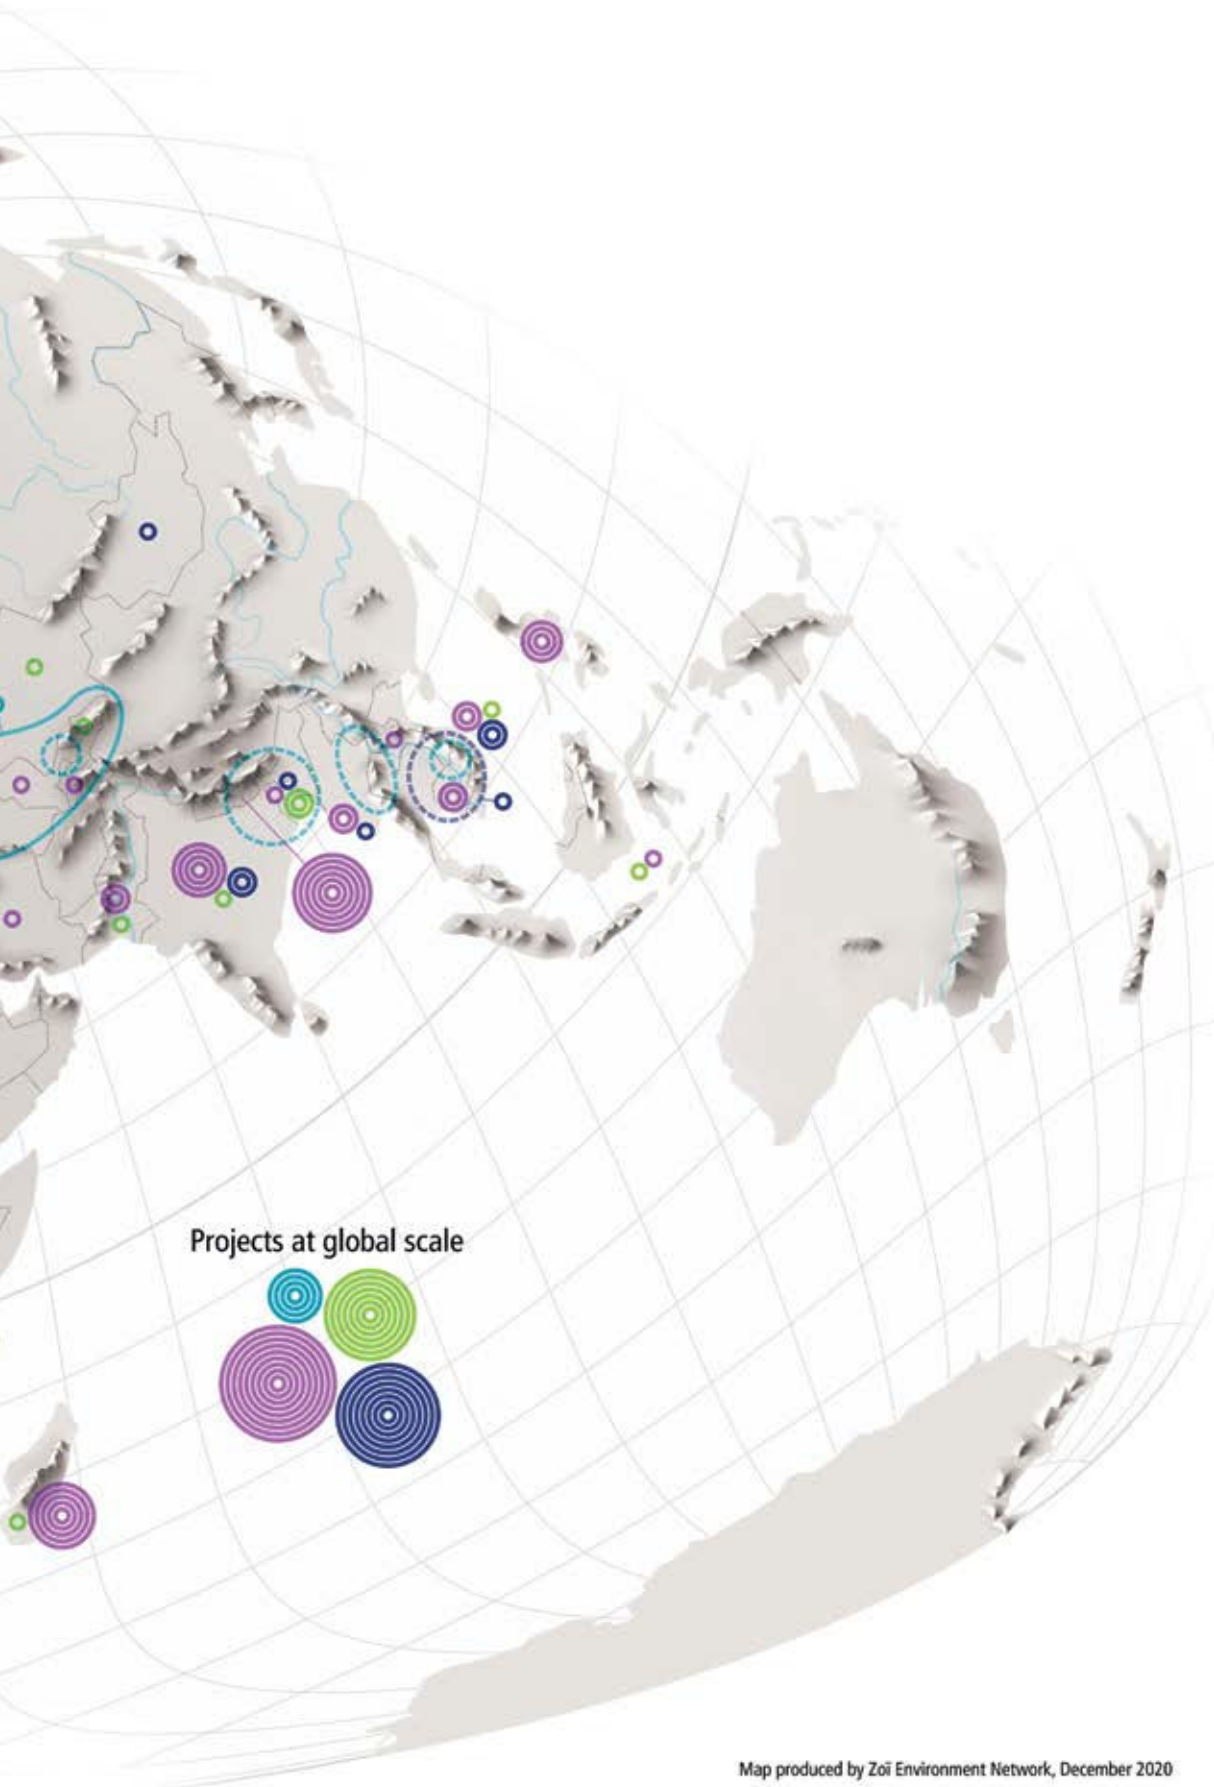 Projects at global scale
Map produced by Zoï Environment Network, December 2020